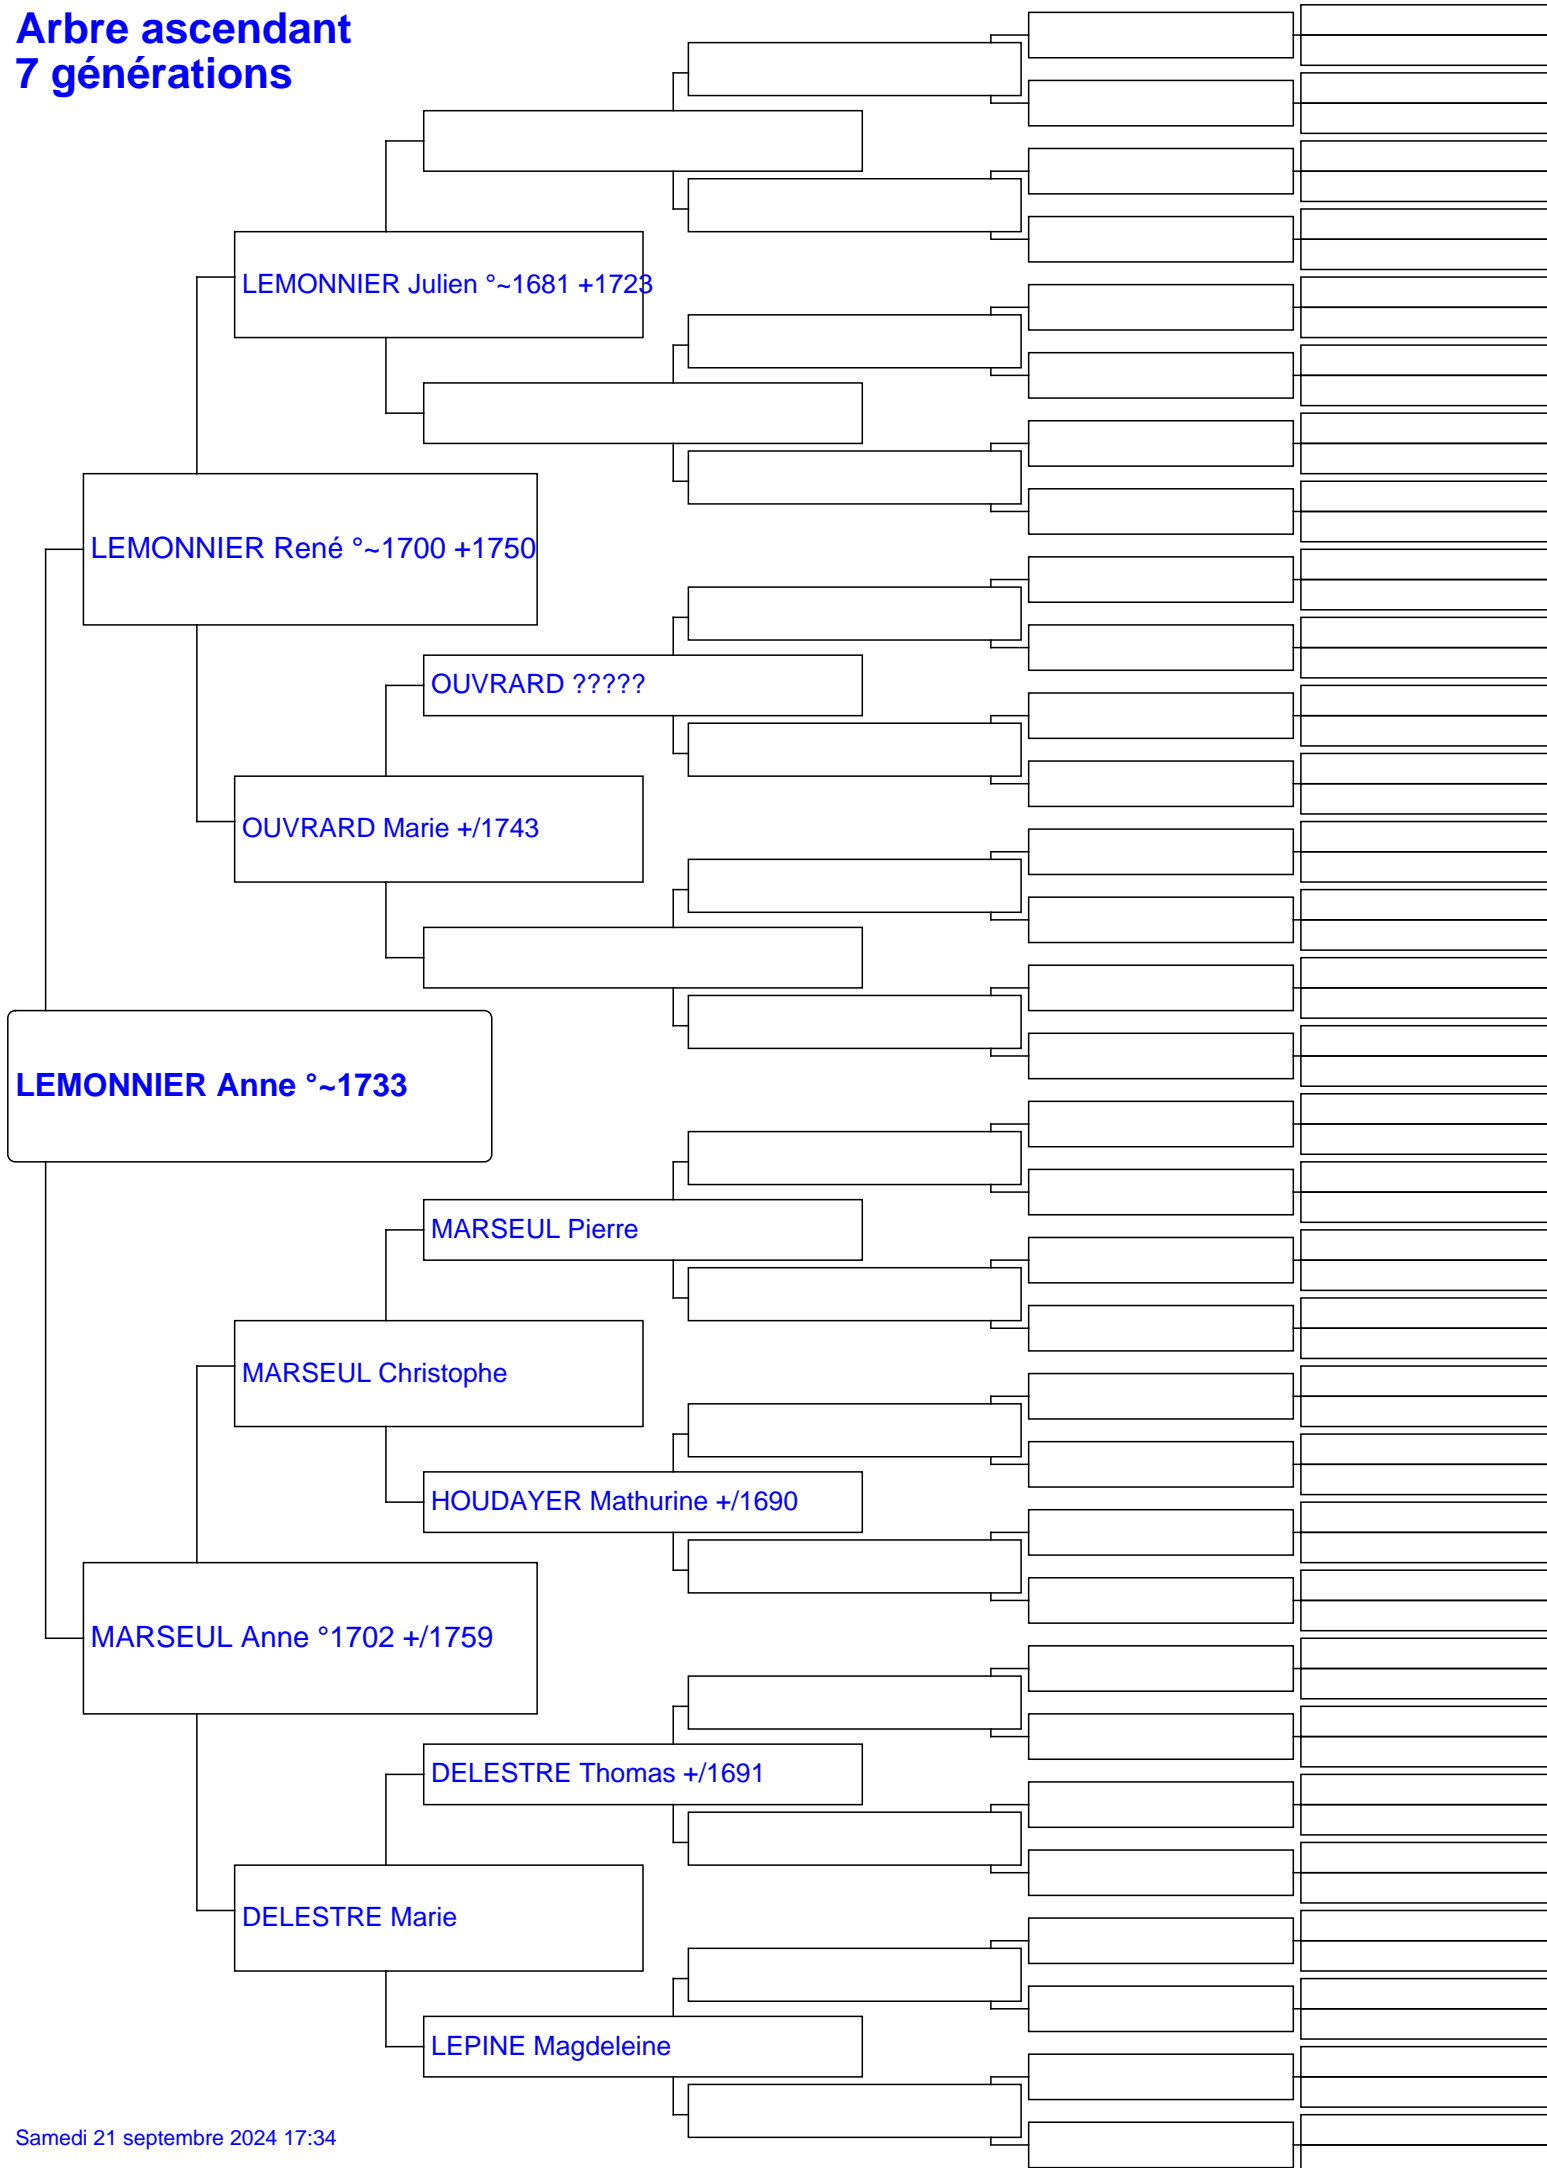 Arbre ascendant
7 générations
LEMONNIER Julien °~1681 +1723
LEMONNIER René °~1700 +1750
OUVRARD ?????
OUVRARD Marie +/1743
LEMONNIER Anne °~1733
MARSEUL Pierre
MARSEUL Christophe
HOUDAYER Mathurine +/1690
MARSEUL Anne °1702 +/1759
DELESTRE Thomas +/1691
DELESTRE Marie
LEPINE Magdeleine
Samedi 21 septembre 2024 17:34